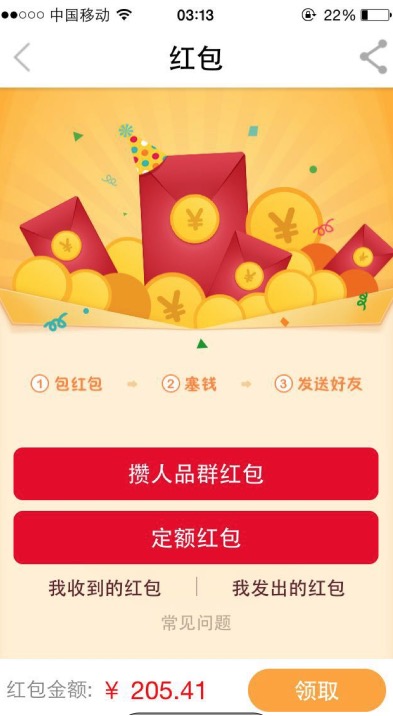 中国移动 03:13 22%
红包
¥ ¥ ¥ ¥ ¥
① 包红包 ② 塞钱 ③ 发送好友
攒人品群红包
定额红包
我收到的红包 | 我发出的红包
常见问题
红包金额: ¥ 205.41 领取